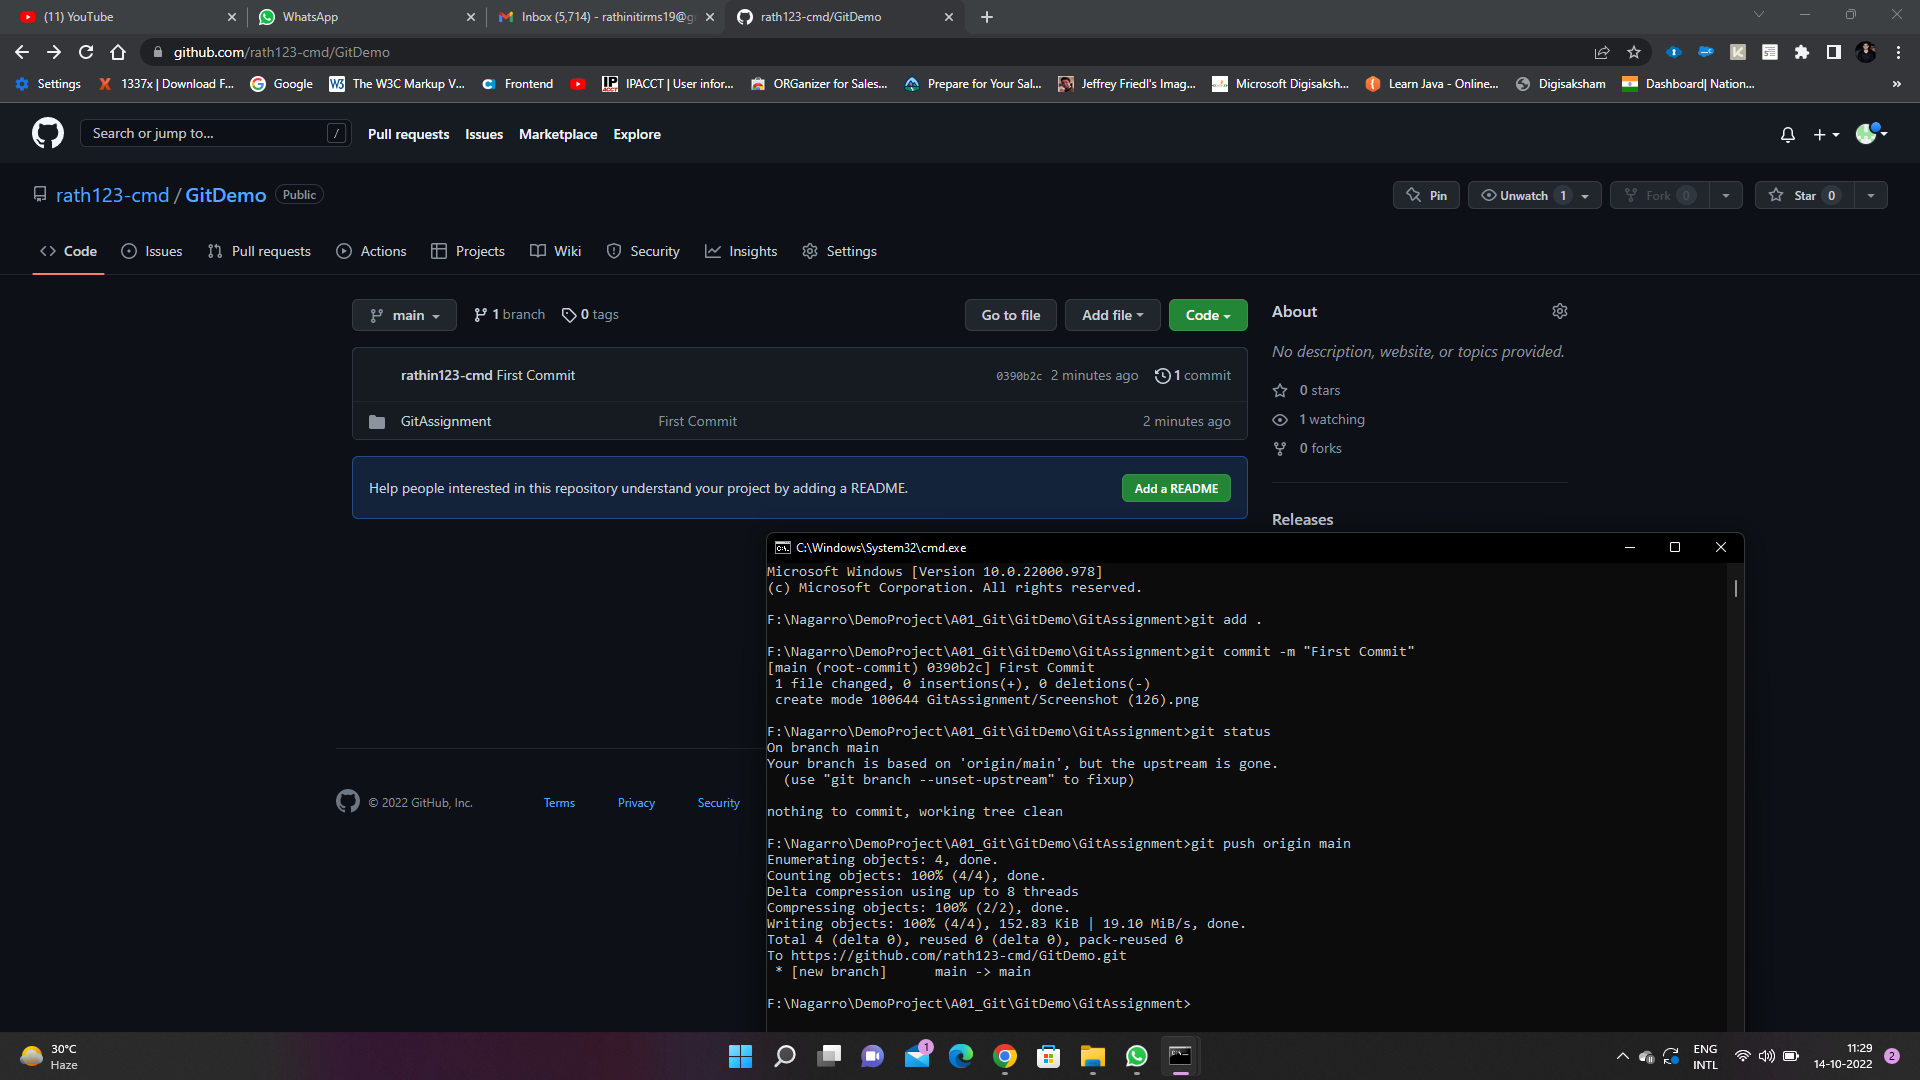 (11) YouTube
WhatsApp
Inbox (5,714) - rathinitirms19@g
rath123-cmd/GitDemo
github.com/rath123-cmd/GitDemo
Settings
1337x | Download F...
Google
The W3C Markup V...
Frontend
IPACCT | User infor...
ORGanizer for Sales...
Prepare for Your Sal...
Jeffrey Friedl's Imag...
Microsoft Digisaksh...
Learn Java - Online...
Digisaksham
Dashboard| Nation...
Search or jump to...
/
Pull requests
Issues
Marketplace
Explore
rath123-cmd / GitDemo
Public
Pin
Unwatch 1
Fork 0
Star 0
Code
Issues
Pull requests
Actions
Projects
Wiki
Security
Insights
Settings
main
1 branch
0 tags
Go to file
Add file
Code
About
No description, website, or topics provided.
rathin123-cmd First Commit
0390b2c 2 minutes ago
1 commit
0 stars
GitAssignment
First Commit
2 minutes ago
1 watching
0 forks
Help people interested in this repository understand your project by adding a README.
Add a README
Releases
C:\Windows\System32\cmd.exe
Microsoft Windows [Version 10.0.22000.978]
(c) Microsoft Corporation. All rights reserved.
F:\Nagarro\DemoProject\A01_Git\GitDemo\GitAssignment>git add .
F:\Nagarro\DemoProject\A01_Git\GitDemo\GitAssignment>git commit -m "First Commit"
[main (root-commit) 0390b2c] First Commit
1 file changed, 0 insertions(+), 0 deletions(-)
create mode 100644 GitAssignment/Screenshot (126).png
F:\Nagarro\DemoProject\A01_Git\GitDemo\GitAssignment>git status
On branch main
Your branch is based on 'origin/main', but the upstream is gone.
(use "git branch --unset-upstream" to fixup)
nothing to commit, working tree clean
F:\Nagarro\DemoProject\A01_Git\GitDemo\GitAssignment>git push origin main
Enumerating objects: 4, done.
Counting objects: 100% (4/4), done.
Delta compression using up to 8 threads
Compressing objects: 100% (2/2), done.
Writing objects: 100% (4/4), 152.83 KiB | 19.10 MiB/s, done.
Total 4 (delta 0), reused 0 (delta 0), pack-reused 0
To https://github.com/rath123-cmd/GitDemo.git
* [new branch]      main -> main
F:\Nagarro\DemoProject\A01_Git\GitDemo\GitAssignment>
© 2022 GitHub, Inc.
Terms
Privacy
Security
30°C
Haze
1
ENG
INTL
11:29
14-10-2022
2